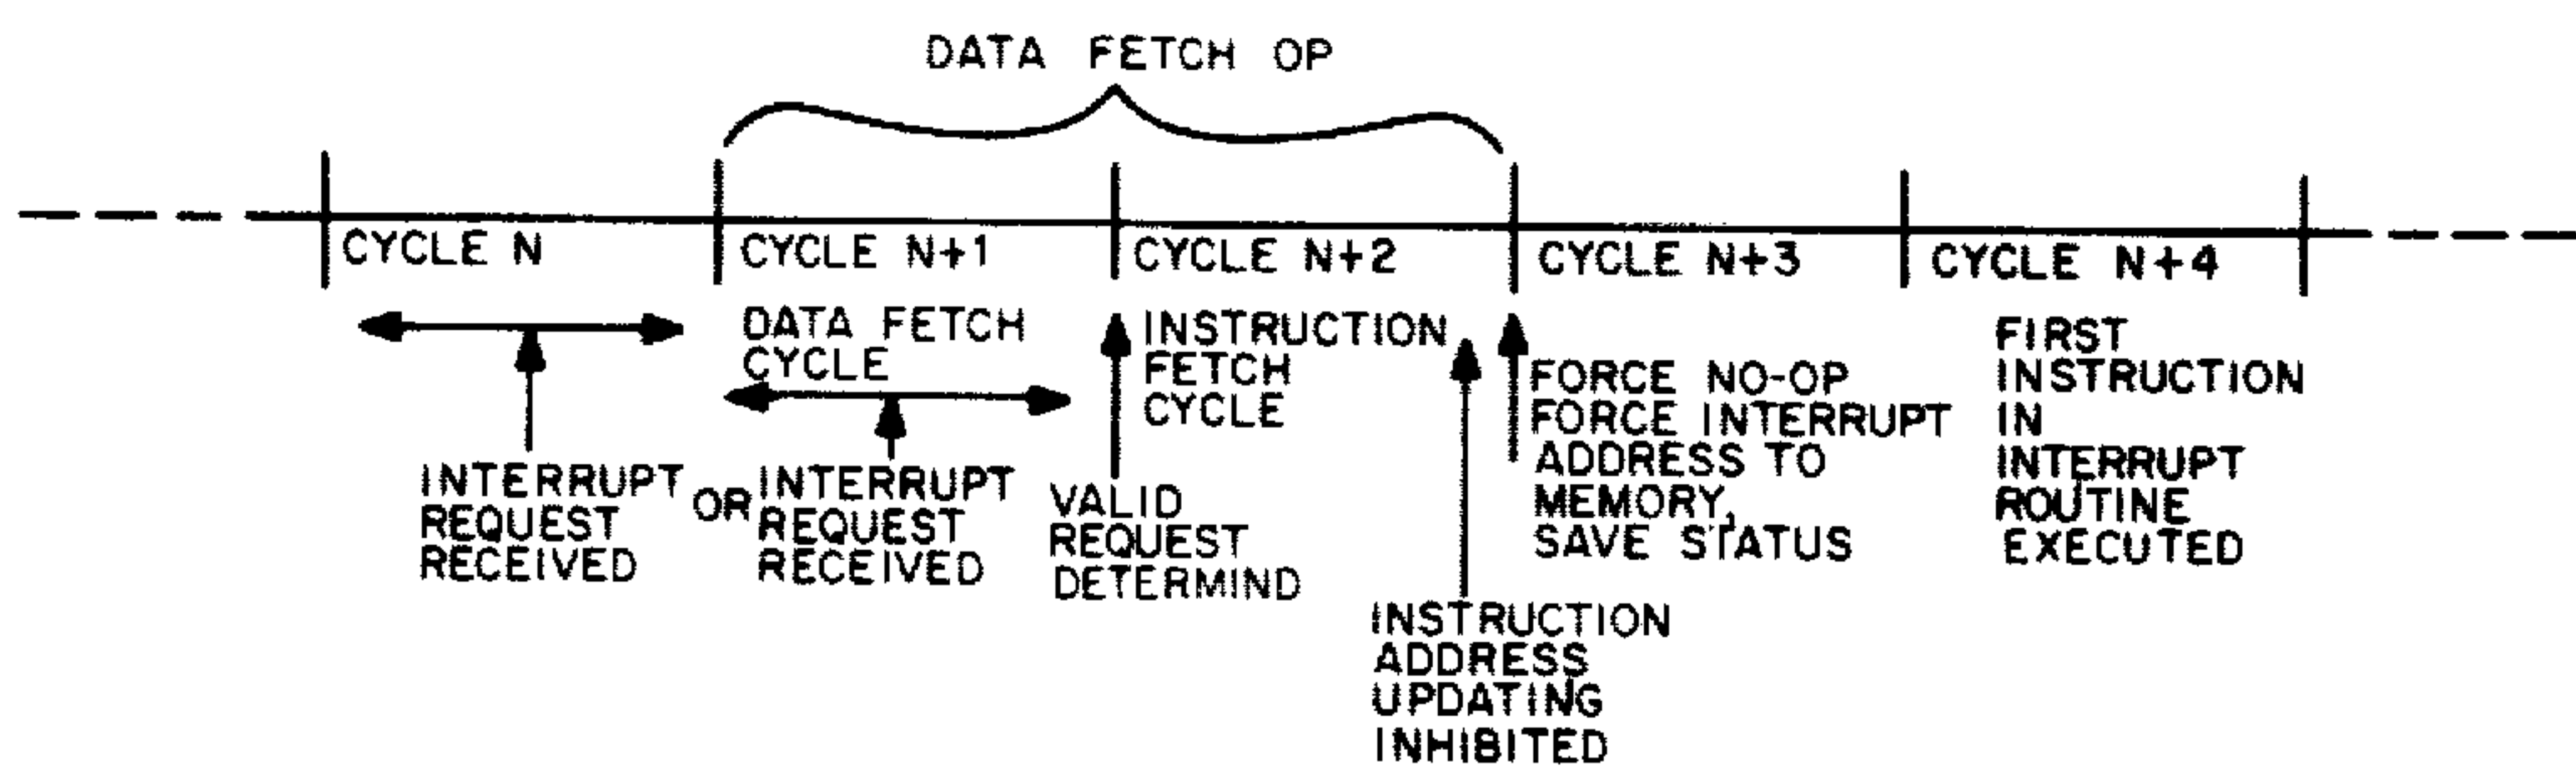 DATA FETCH OP
CYCLE N
CYCLE N+1
CYCLE N+2
CYCLE N+3
CYCLE N+4
INTERRUPT
REQUEST
RECEIVED
OR
DATA FETCH
CYCLE
INTERRUPT
REQUEST
RECEIVED
INSTRUCTION
FETCH
CYCLE
VALID
REQUEST
DETERMIND
INSTRUCTION
ADDRESS
UPDATING
INHIBITED
FORCE NO-OP
FORCE INTERRUPT
ADDRESS TO
MEMORY,
SAVE STATUS
FIRST
INSTRUCTION
IN
INTERRUPT
ROUTINE
EXECUTED